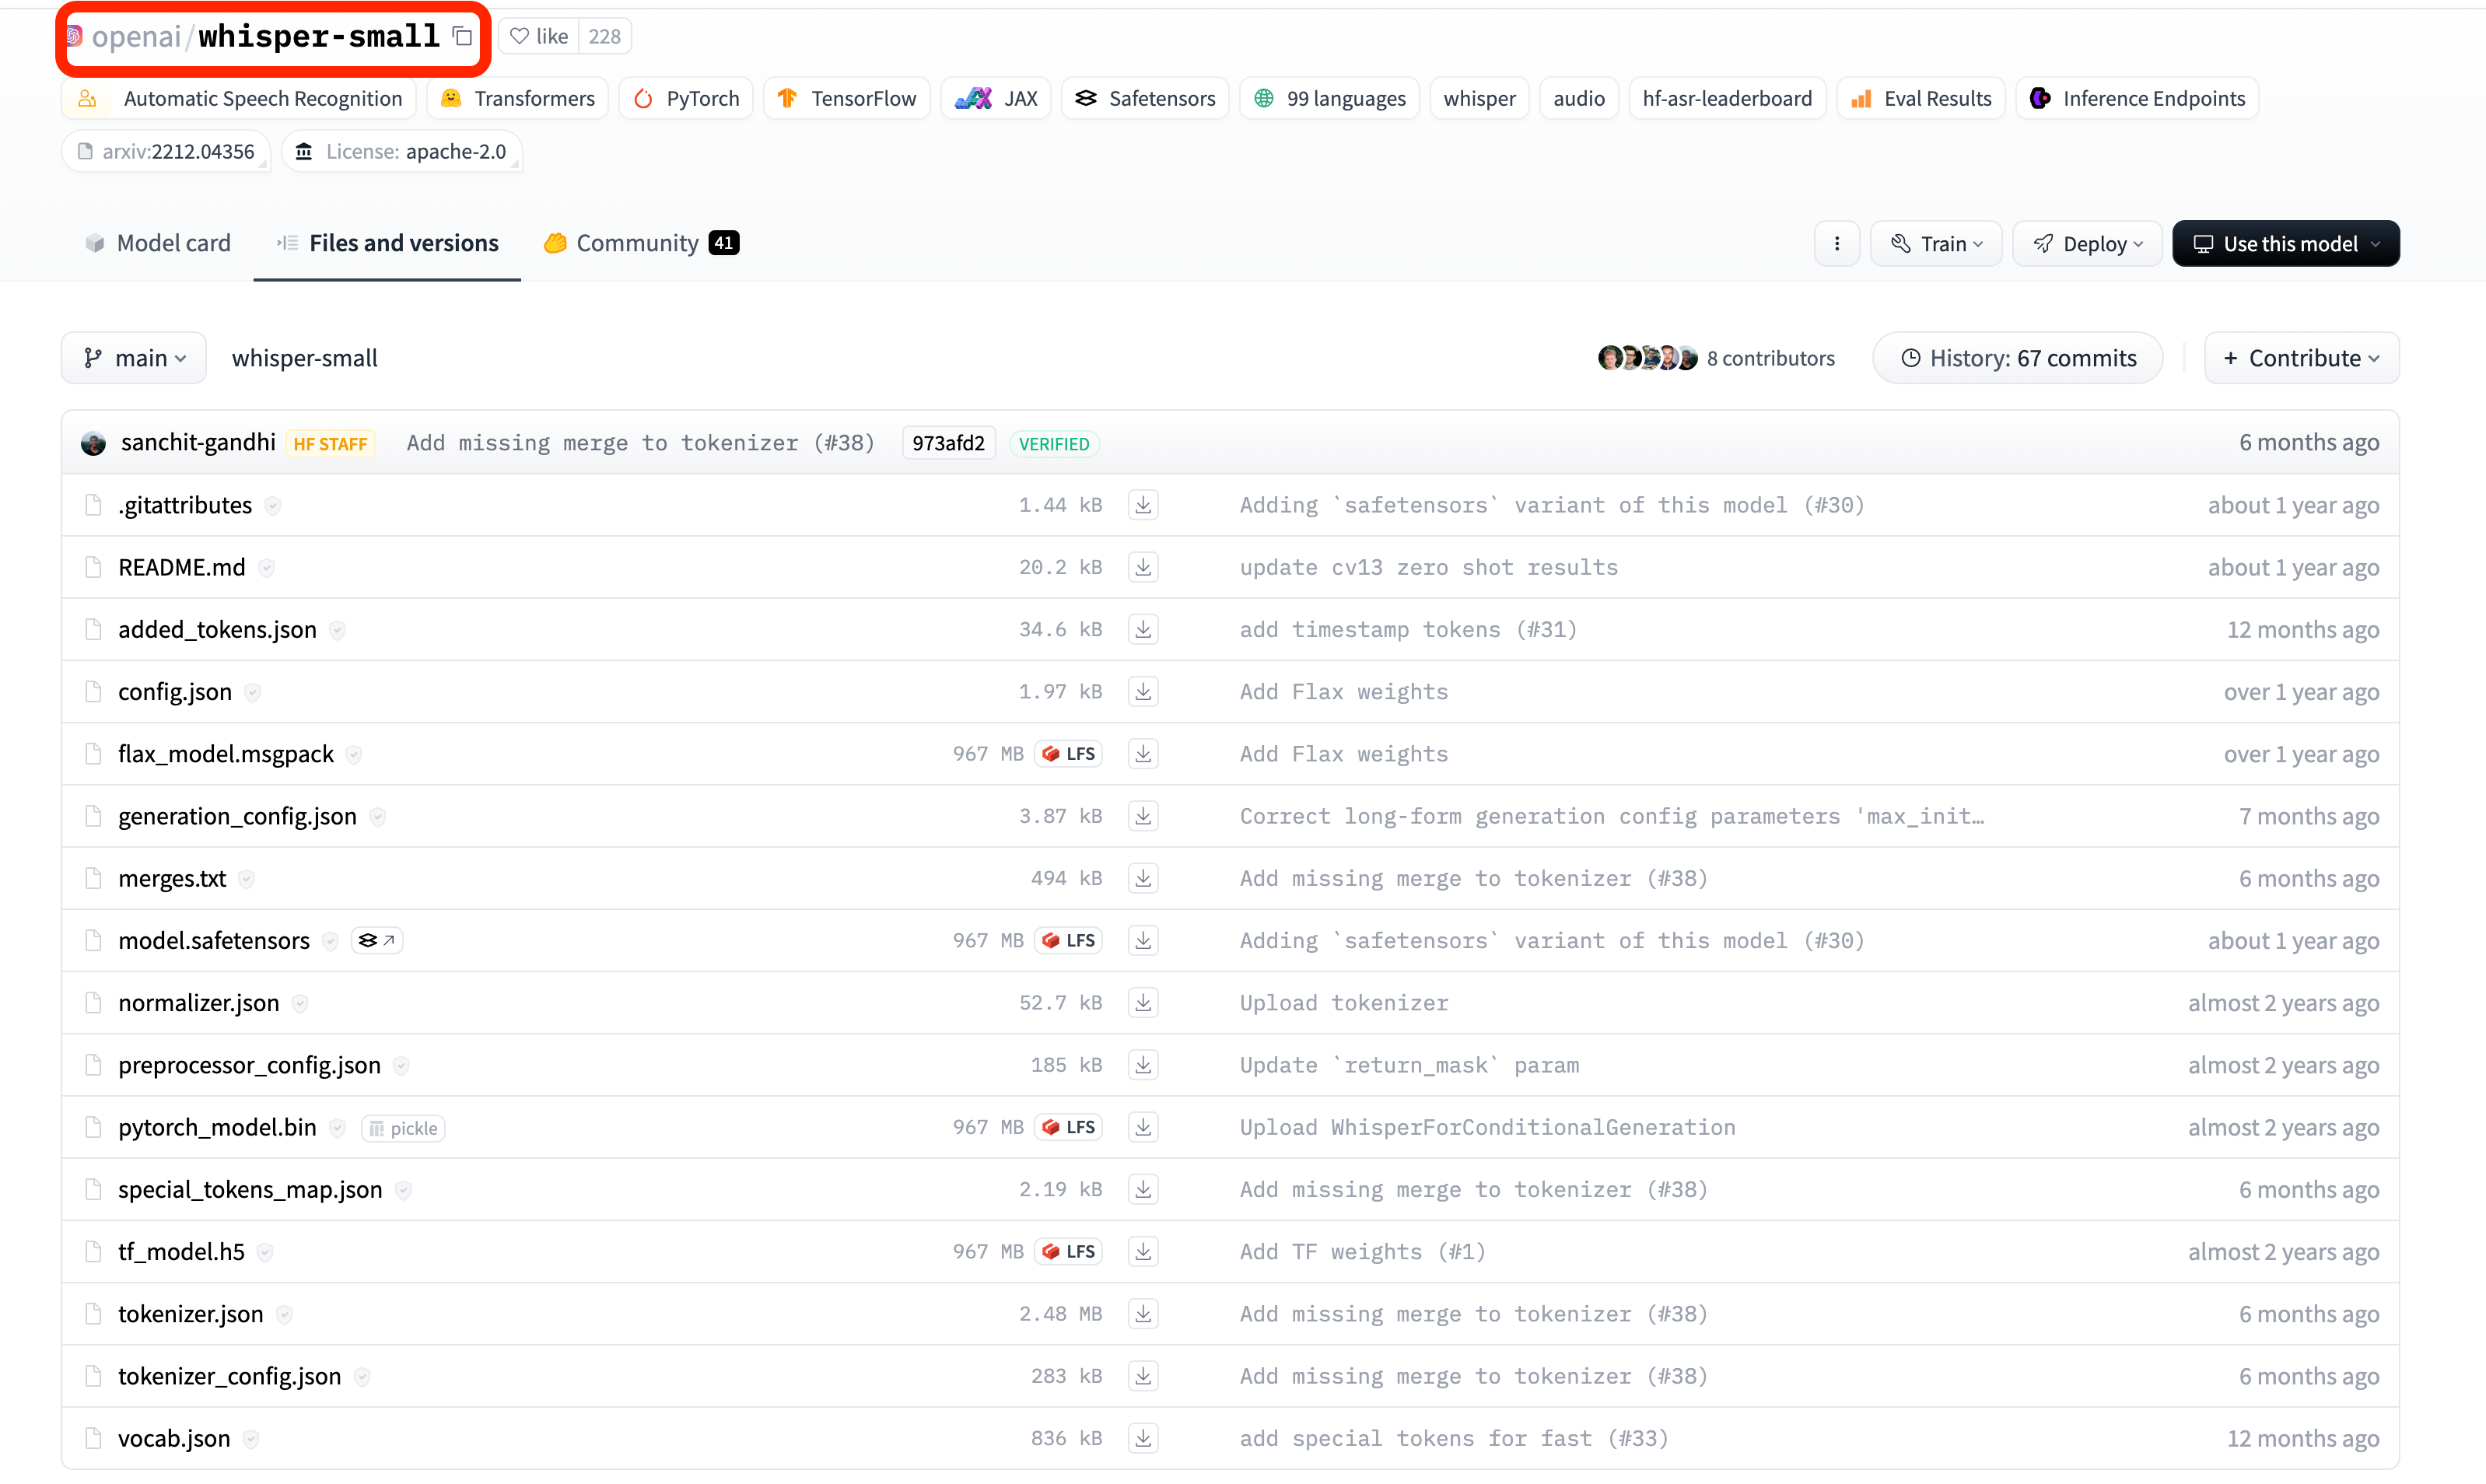 openai/whisper-small like 228
Automatic Speech Recognition Transformers PyTorch TensorFlow JAX Safetensors 99 languages whisper audio hf-asr-leaderboard Eval Results Inference Endpoints
arxiv:2212.04356 License: apache-2.0
Model card Files and versions Community 41 Train Deploy Use this model
main whisper-small 8 contributors History: 67 commits + Contribute
sanchit-gandhi HF STAFF Add missing merge to tokenizer (#38) 973afd2 VERIFIED 6 months ago
.gitattributes 1.44 kB Adding `safetensors` variant of this model (#30) about 1 year ago
README.md 20.2 kB update cv13 zero shot results about 1 year ago
added_tokens.json 34.6 kB add timestamp tokens (#31) 12 months ago
config.json 1.97 kB Add Flax weights over 1 year ago
flax_model.msgpack 967 MB LFS Add Flax weights over 1 year ago
generation_config.json 3.87 kB Correct long-form generation config parameters 'max_init… 7 months ago
merges.txt 494 kB Add missing merge to tokenizer (#38) 6 months ago
model.safetensors 967 MB LFS Adding `safetensors` variant of this model (#30) about 1 year ago
normalizer.json 52.7 kB Upload tokenizer almost 2 years ago
preprocessor_config.json 185 kB Update `return_mask` param almost 2 years ago
pytorch_model.bin pickle 967 MB LFS Upload WhisperForConditionalGeneration almost 2 years ago
special_tokens_map.json 2.19 kB Add missing merge to tokenizer (#38) 6 months ago
tf_model.h5 967 MB LFS Add TF weights (#1) almost 2 years ago
tokenizer.json 2.48 MB Add missing merge to tokenizer (#38) 6 months ago
tokenizer_config.json 283 kB Add missing merge to tokenizer (#38) 6 months ago
vocab.json 836 kB add special tokens for fast (#33) 12 months ago